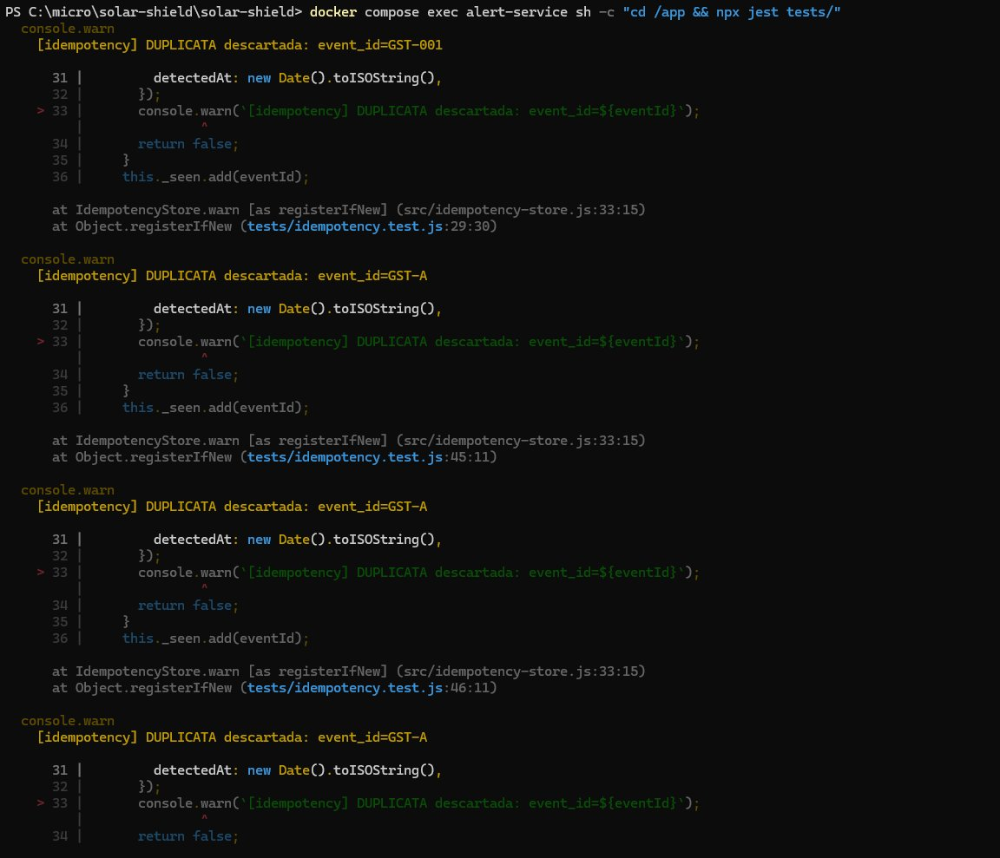 PS C:\micro\solar-shield\solar-shield> docker compose exec alert-service sh -c "cd /app && npx jest tests/"
console.warn
[idempotency] DUPLICATA descartada: event_id=GST-001
31 | detectedAt: new Date().toISOString(),
32 | });
> 33 | console.warn(`[idempotency] DUPLICATA descartada: event_id=${eventId}`);
| ^
34 | return false;
35 | }
36 | this._seen.add(eventId);
at IdempotencyStore.warn [as registerIfNew] (src/idempotency-store.js:33:15)
at Object.registerIfNew (tests/idempotency.test.js:29:30)
console.warn
[idempotency] DUPLICATA descartada: event_id=GST-A
31 | detectedAt: new Date().toISOString(),
32 | });
> 33 | console.warn(`[idempotency] DUPLICATA descartada: event_id=${eventId}`);
| ^
34 | return false;
35 | }
36 | this._seen.add(eventId);
at IdempotencyStore.warn [as registerIfNew] (src/idempotency-store.js:33:15)
at Object.registerIfNew (tests/idempotency.test.js:45:11)
console.warn
[idempotency] DUPLICATA descartada: event_id=GST-A
31 | detectedAt: new Date().toISOString(),
32 | });
> 33 | console.warn(`[idempotency] DUPLICATA descartada: event_id=${eventId}`);
| ^
34 | return false;
35 | }
36 | this._seen.add(eventId);
at IdempotencyStore.warn [as registerIfNew] (src/idempotency-store.js:33:15)
at Object.registerIfNew (tests/idempotency.test.js:46:11)
console.warn
[idempotency] DUPLICATA descartada: event_id=GST-A
31 | detectedAt: new Date().toISOString(),
32 | });
> 33 | console.warn(`[idempotency] DUPLICATA descartada: event_id=${eventId}`);
| ^
34 | return false;